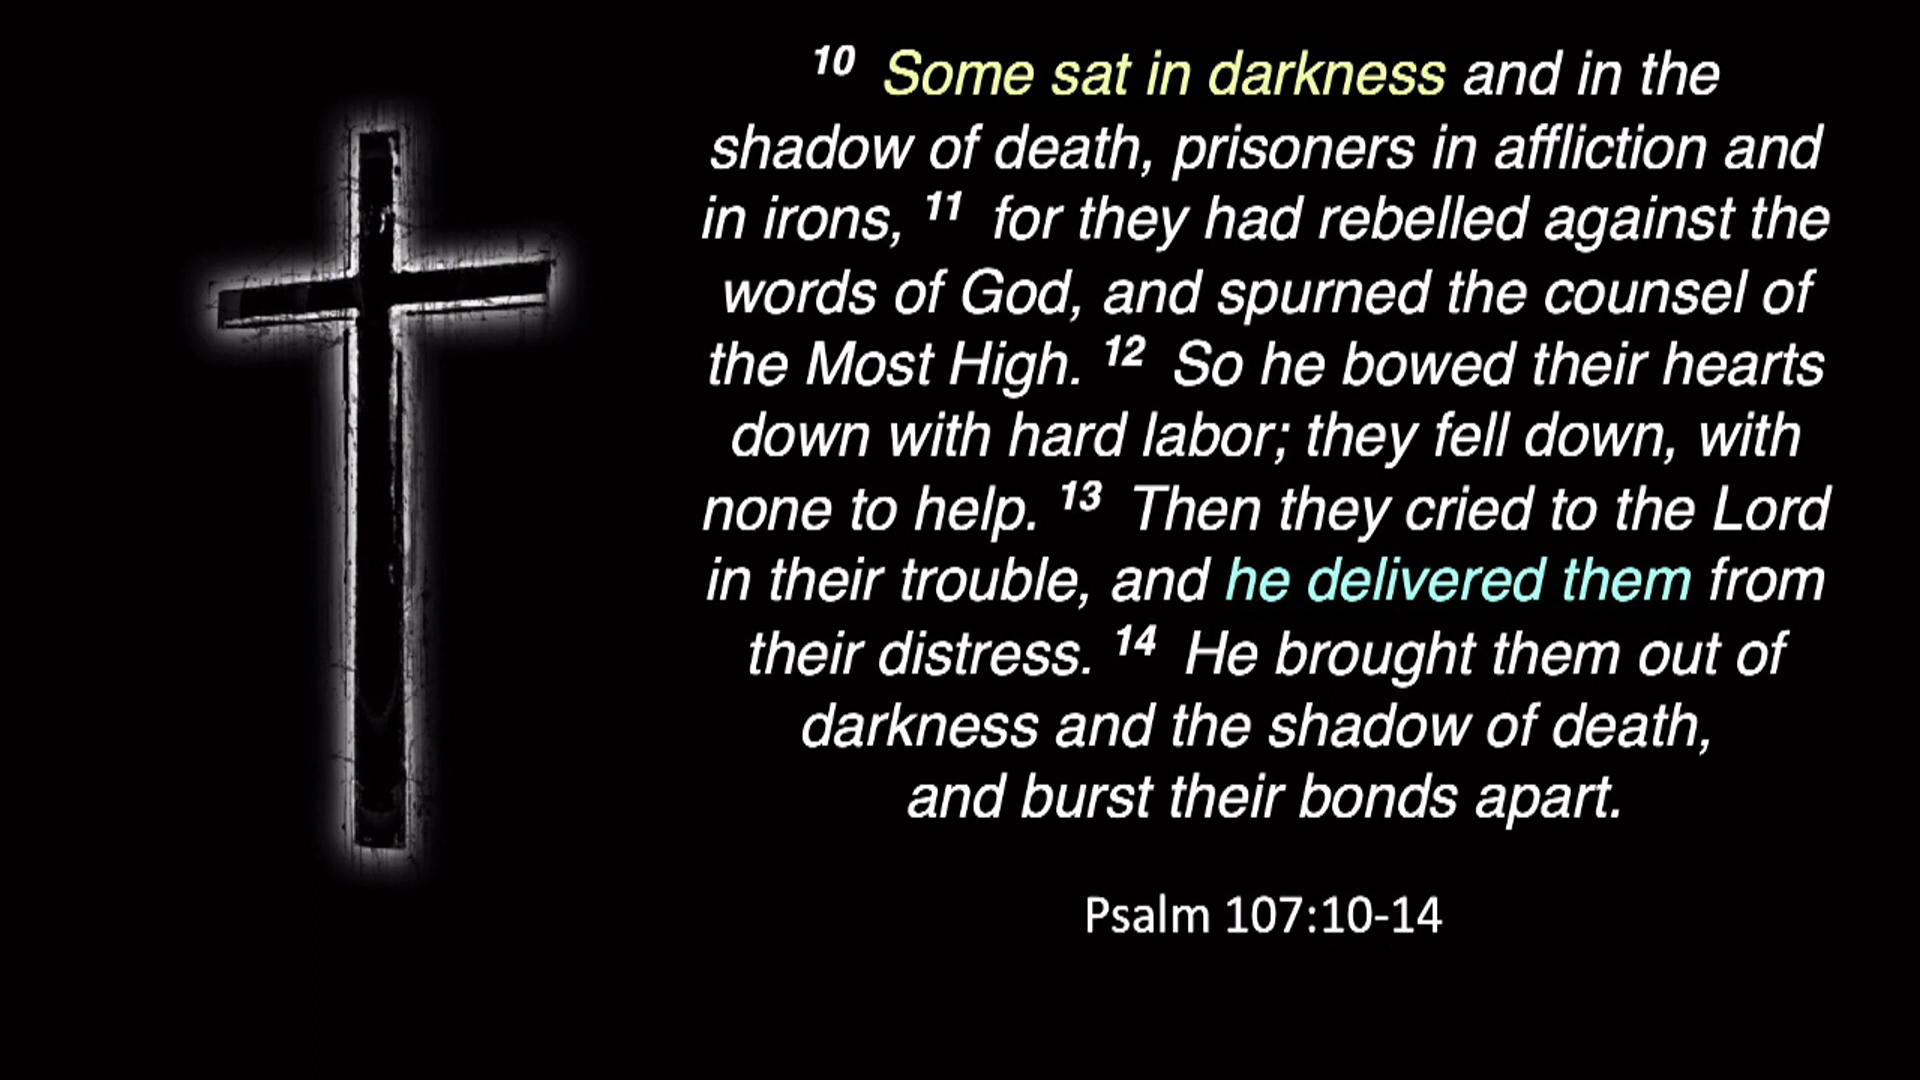 10 Some sat in darkness and in the
shadow of death, prisoners in affliction and
in irons, 11 for they had rebelled against the
words of God, and spurned the counsel of
the Most High. 12 So he bowed their hearts
down with hard labor; they fell down, with
none to help. 13 Then they cried to the Lord
in their trouble, and he delivered them from
their distress. 14 He brought them out of
darkness and the shadow of death,
and burst their bonds apart.
Psalm 107:10-14